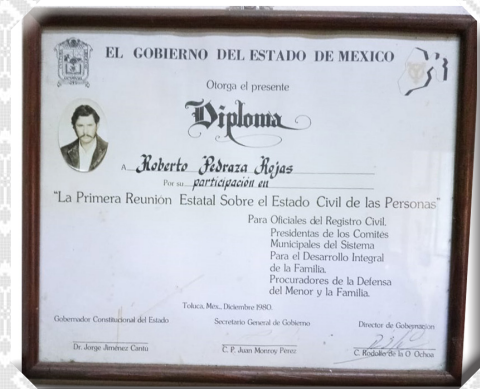 EL GOBIERNO DEL ESTADO DE MEXICO
Otorga el presente
Diploma
A Roberto Pedraza Rojas
Por su participación en
"La Primera Reunión Estatal Sobre el Estado Civil de las Personas"
Para Oficiales del Registro Civil,
Presidentas de los Comites
Municipales del Sistema
Para el Desarrollo Integral
de la Familia.
Procuradores de la Defensa
del Menor y la Familia.
Toluca, Mex., Diciembre 1980.
Gobernador Constitucional del Estado
Secretario General de Gobierno
Director de Gobernación
Dr. Jorge Jiménez Cantu
C. P. Juan Monroy Perez
C. Rodolfo de la O Ochoa